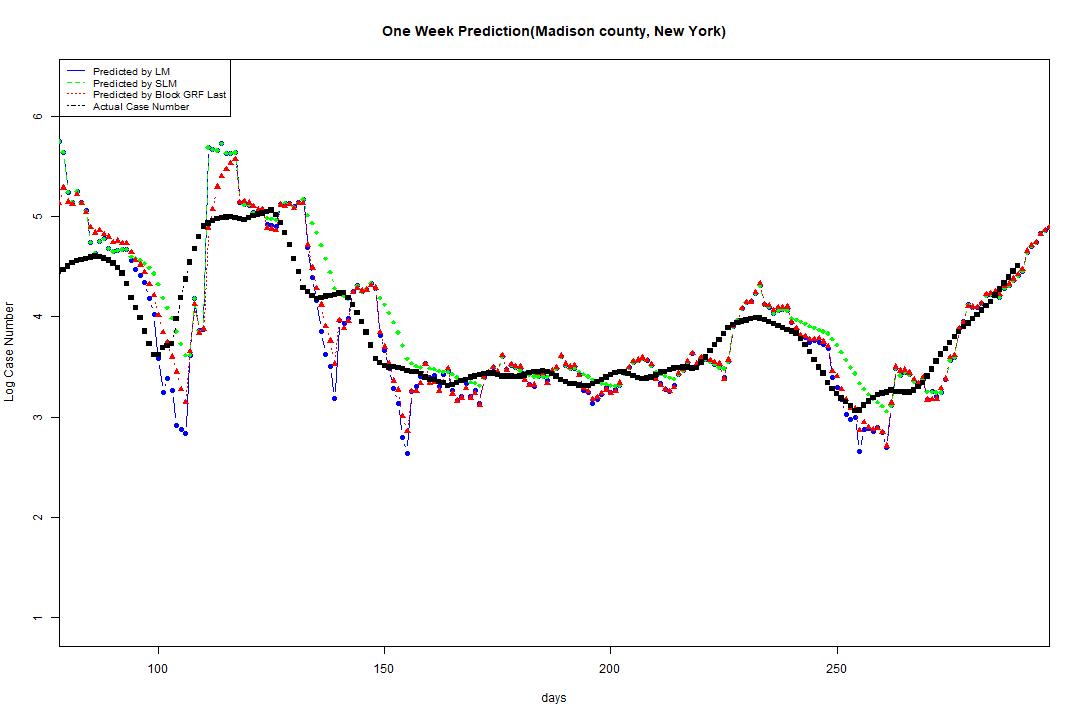 One Week Prediction(Madison county, New York)
Predicted by LM
Predicted by SLM
Predicted by Block GRF Last
Actual Case Number
Log Case Number
6
5
4
3
2
1
100 150 200 250
days